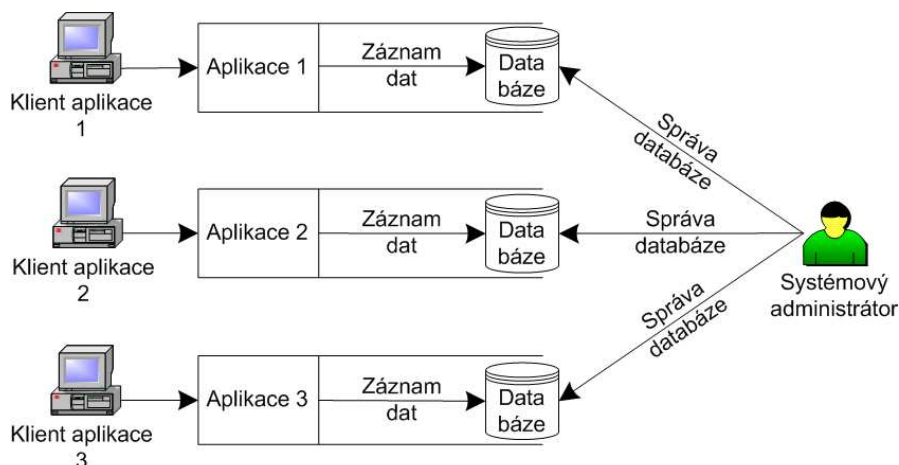 Klient aplikace
1
Aplikace 1
Záznam
dat
Data
báze
Správa
databáze
Klient aplikace
2
Aplikace 2
Záznam
dat
Data
báze
Správa
databáze
Systémový
administrátor
Klient aplikace
3
Aplikace 3
Záznam
dat
Data
báze
Správa
databáze